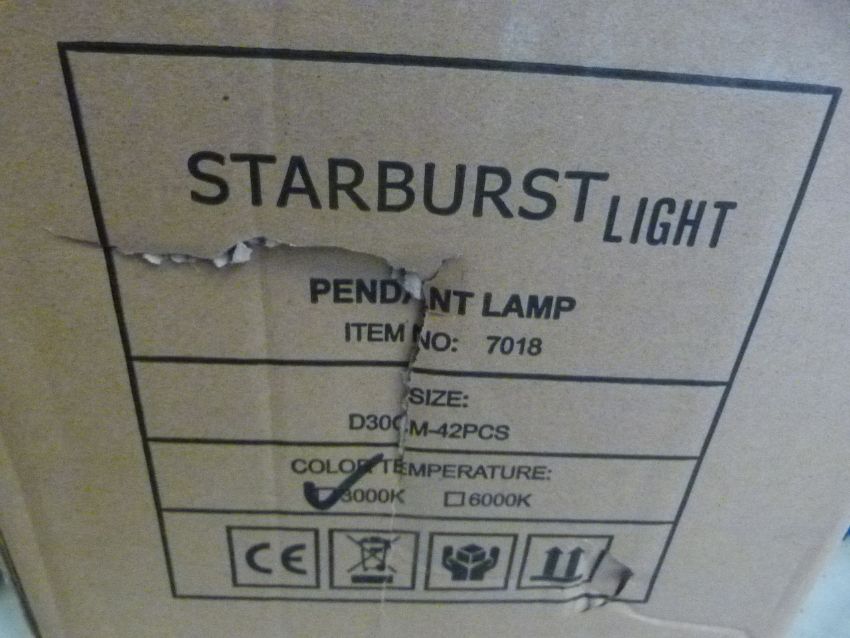 STARBURST LIGHT
PENDANT LAMP
ITEM NO: 7018
SIZE:
D30CM-42PCS
COLOR TEMPERATURE:
3000K 6000K
CE